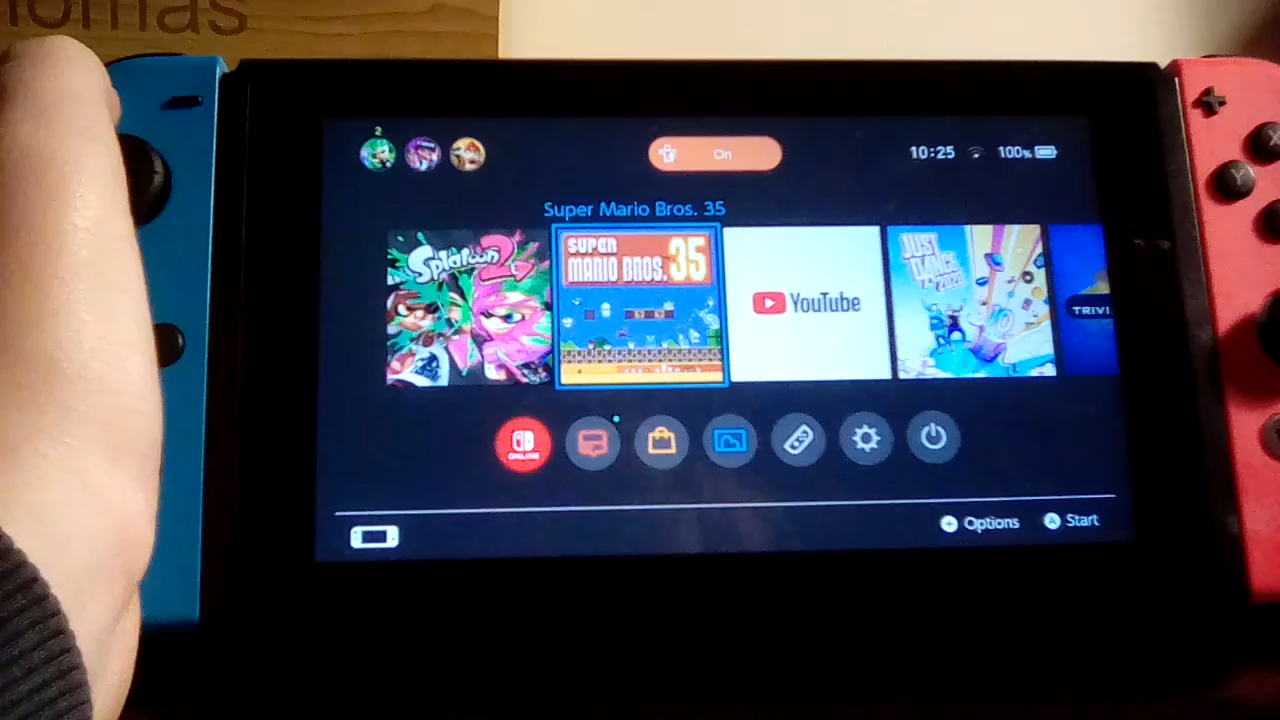 omas
2
On
10:25
100%
Super Mario Bros. 35
Splatoon 2
SUPER
MARIO BROS. 35
YouTube
JUST
DANCE
2021
TRIVI
ONLINE
+ Options
A Start
X
Y